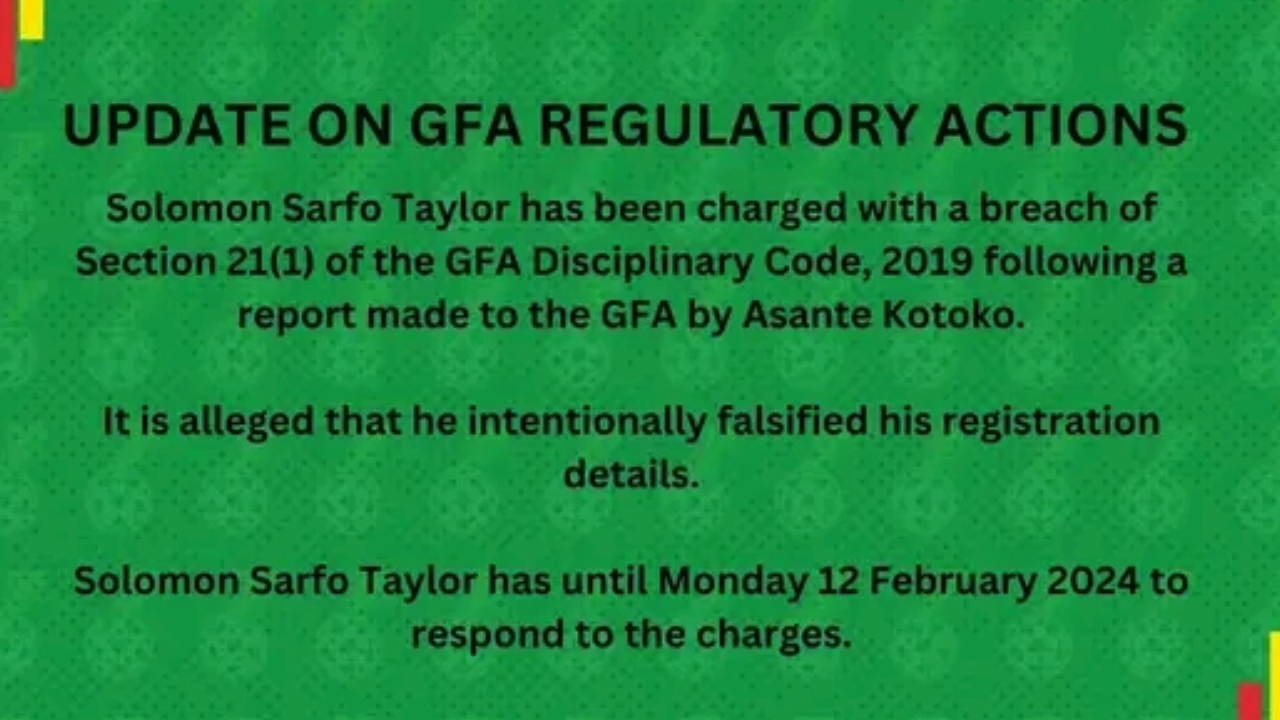 UPDATE ON GFA REGULATORY ACTIONS
Solomon Sarfo Taylor has been charged with a breach of
Section 21(1) of the GFA Disciplinary Code, 2019 following a
report made to the GFA by Asante Kotoko.
It is alleged that he intentionally falsified his registration
details.
Solomon Sarfo Taylor has until Monday 12 February 2024 to
respond to the charges.